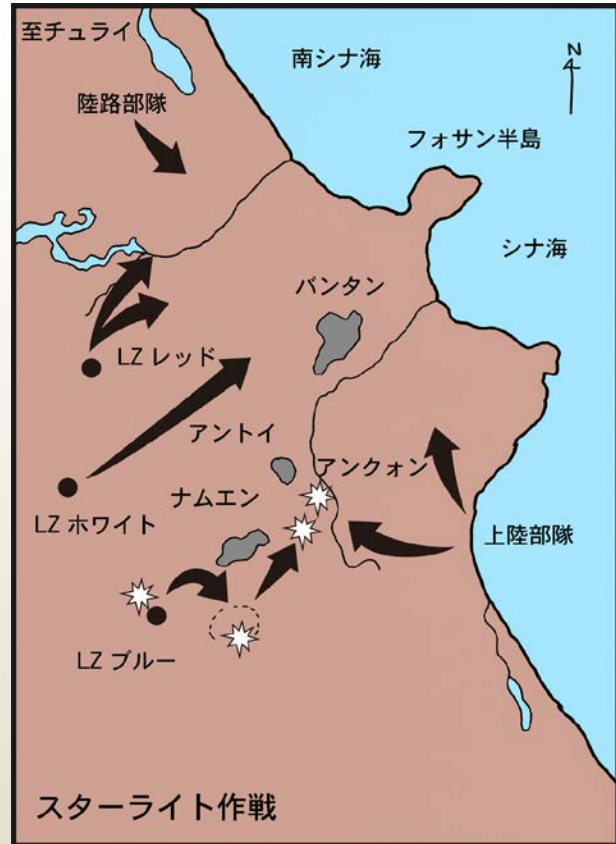 至チュライ
南シナ海
N
陸路部隊
フォサン半島
シナ海
バンタン
LZ レッド
アントイ
アンクォン
ナムエン
LZ ホワイト
上陸部隊
LZ ブルー
スターライト作戦